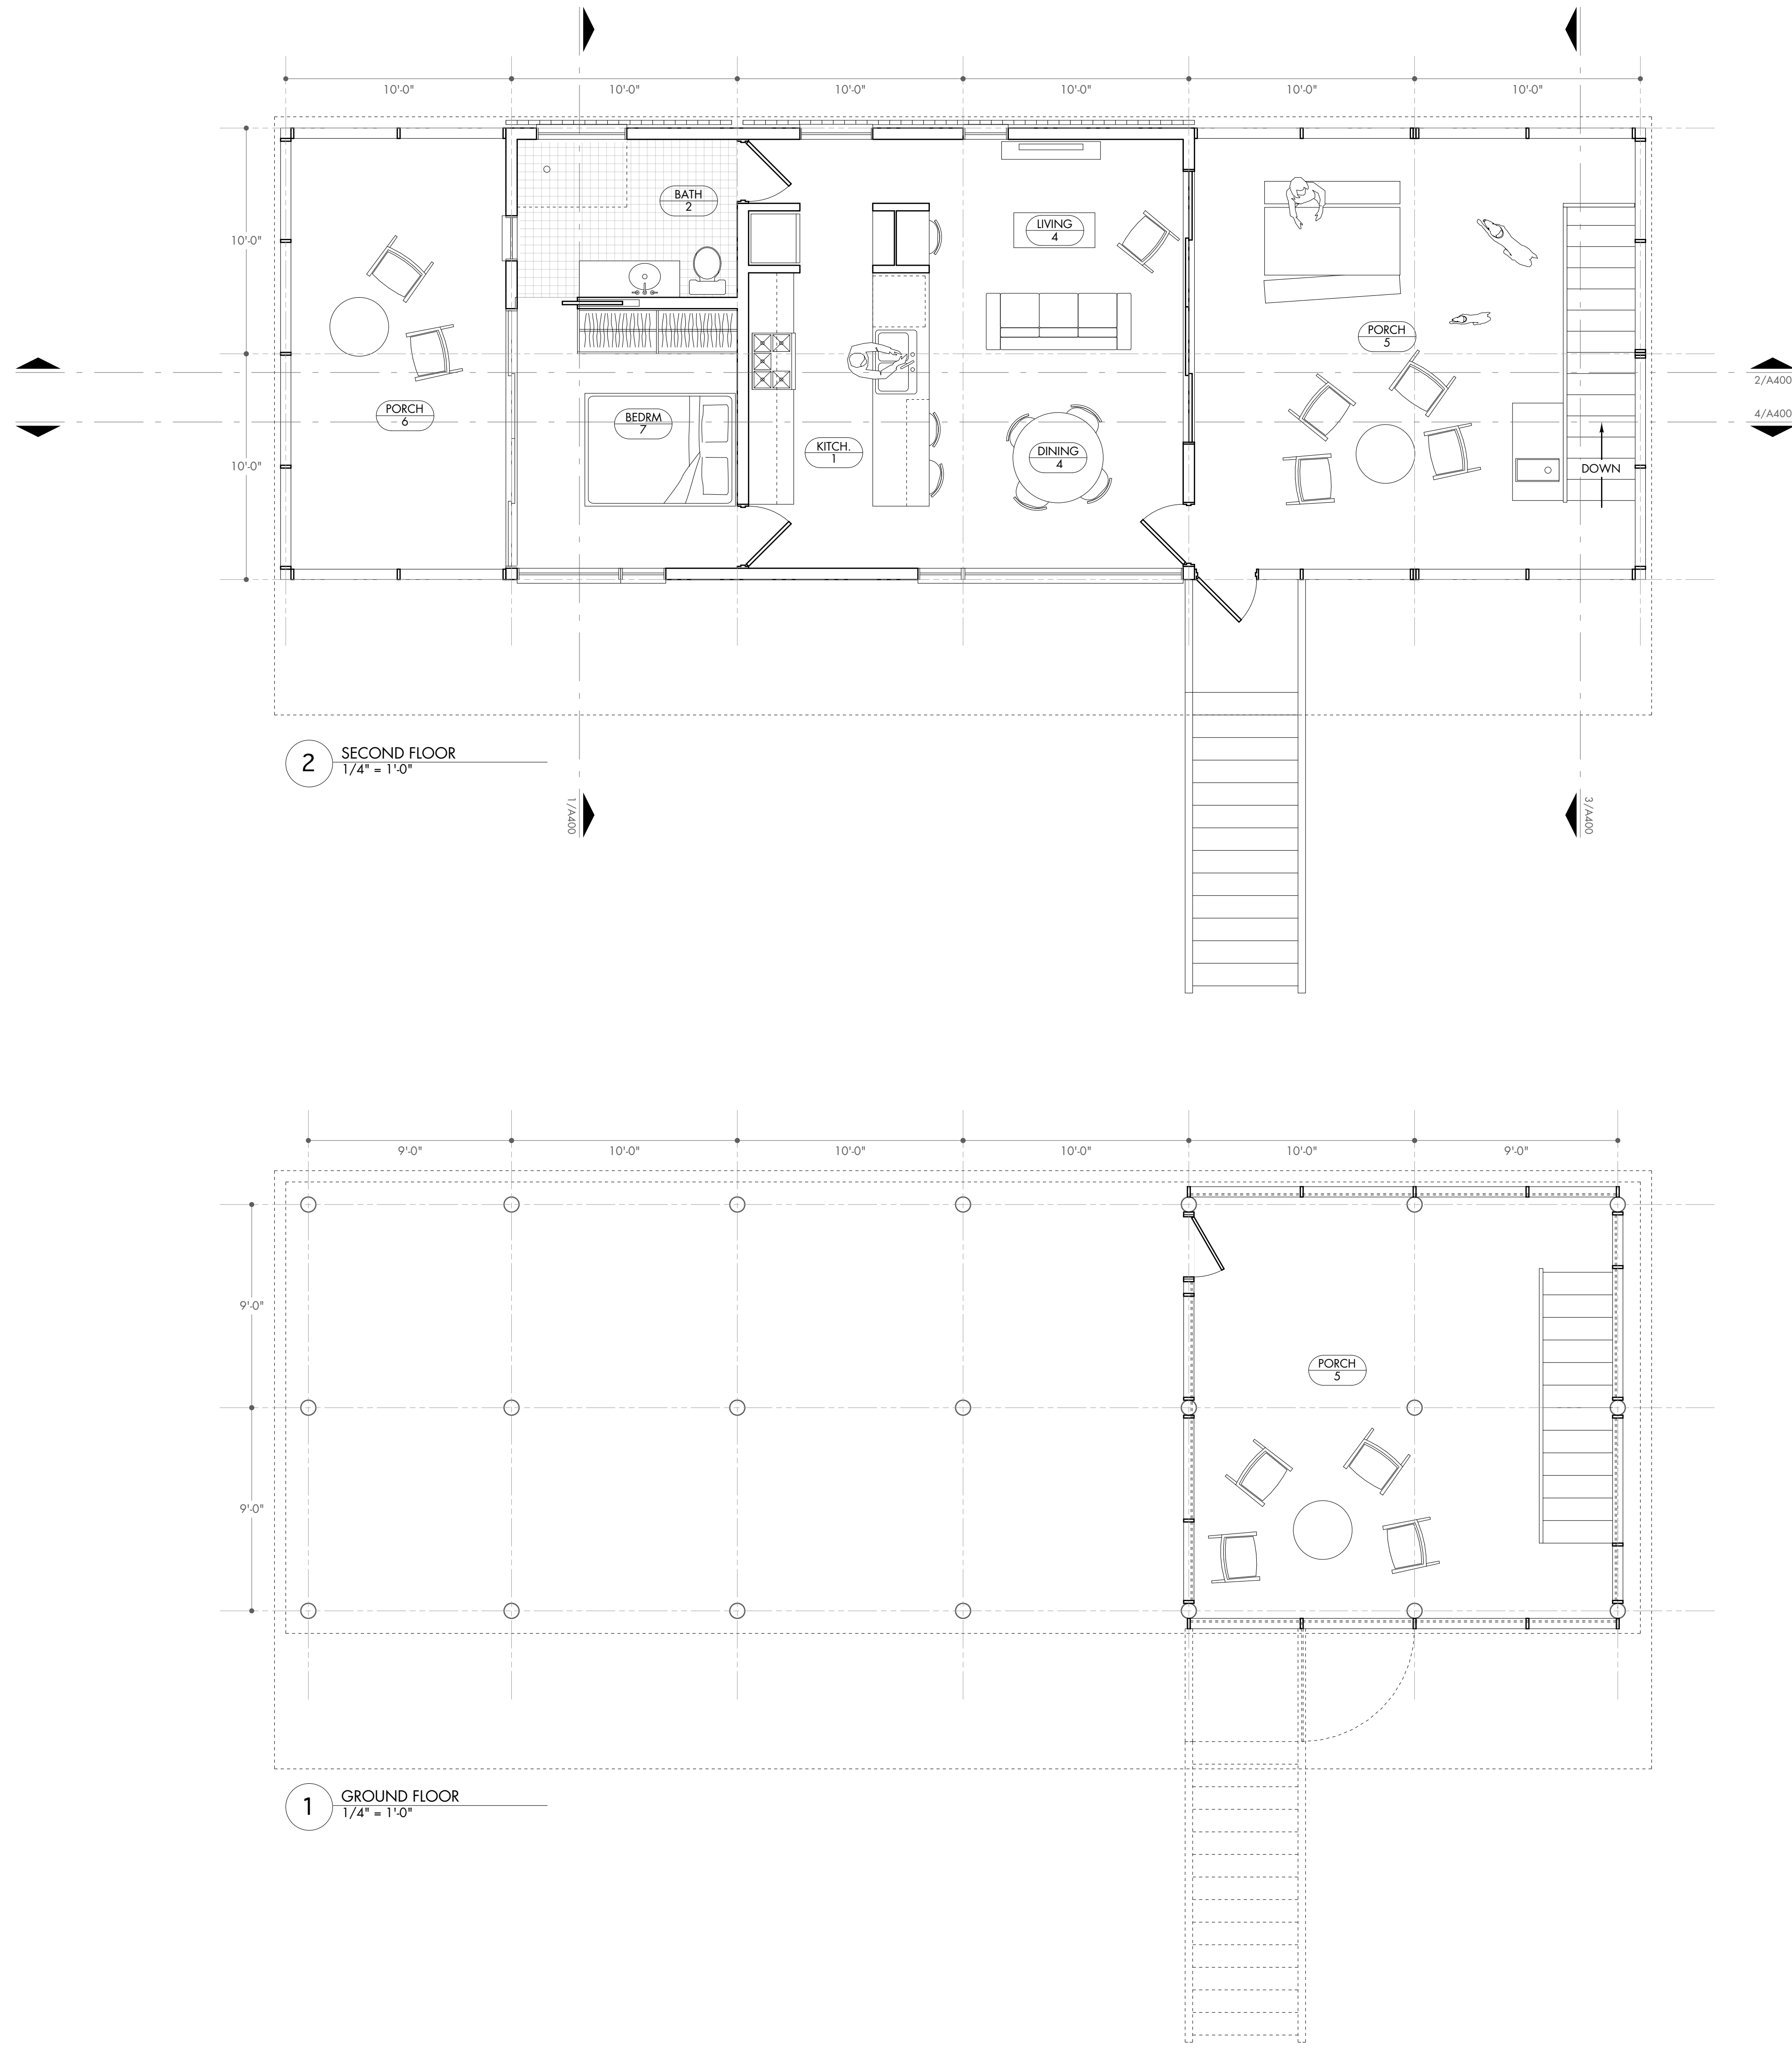 10'-0"
10'-0"
10'-0"
10'-0"
10'-0"
10'-0"
BATH
2
LIVING
4
10'-0"
PORCH
5
2/A400
PORCH
6
BEDRM
7
4/A400
KITCH.
1
DINING
4
10'-0"
DOWN
2
SECOND FLOOR
1/4" = 1'-0"
1/A400
3/A400
9'-0"
10'-0"
10'-0"
10'-0"
10'-0"
9'-0"
9'-0"
PORCH
5
9'-0"
1
GROUND FLOOR
1/4" = 1'-0"